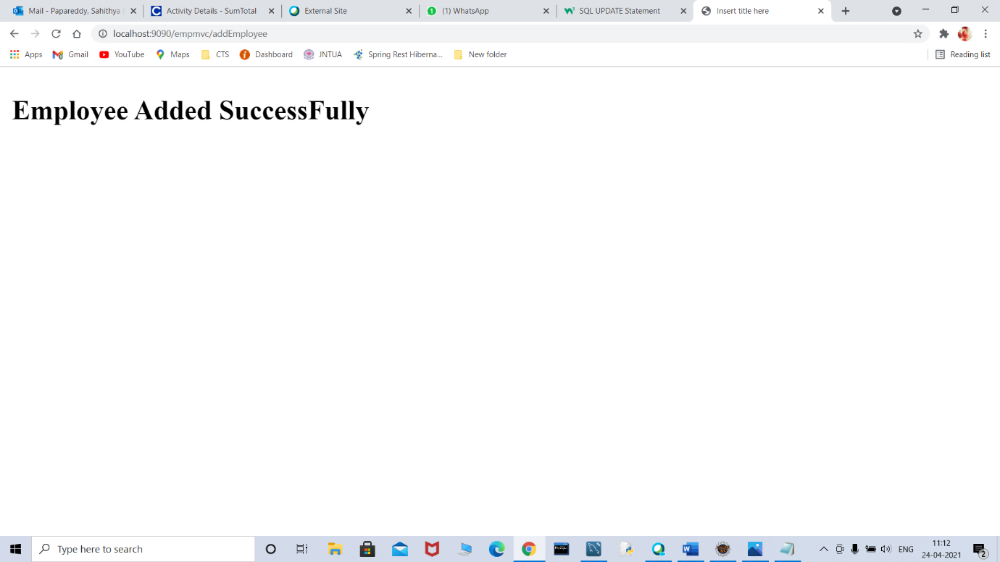 Mail - Papareddy, Sahithya
Activity Details - SumTotal
External Site
(1) WhatsApp
SQL UPDATE Statement
Insert title here
localhost:9090/empmvc/addEmployee
Apps
Gmail
YouTube
Maps
CTS
Dashboard
JNTUA
Spring Rest Hiberna...
New folder
Reading list
Employee Added SuccessFully
Type here to search
ENG
11:12
24-04-2021
2